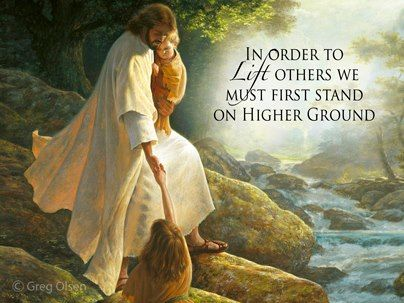 In order to
Lift others we
must first stand
on Higher Ground
© Greg Olsen